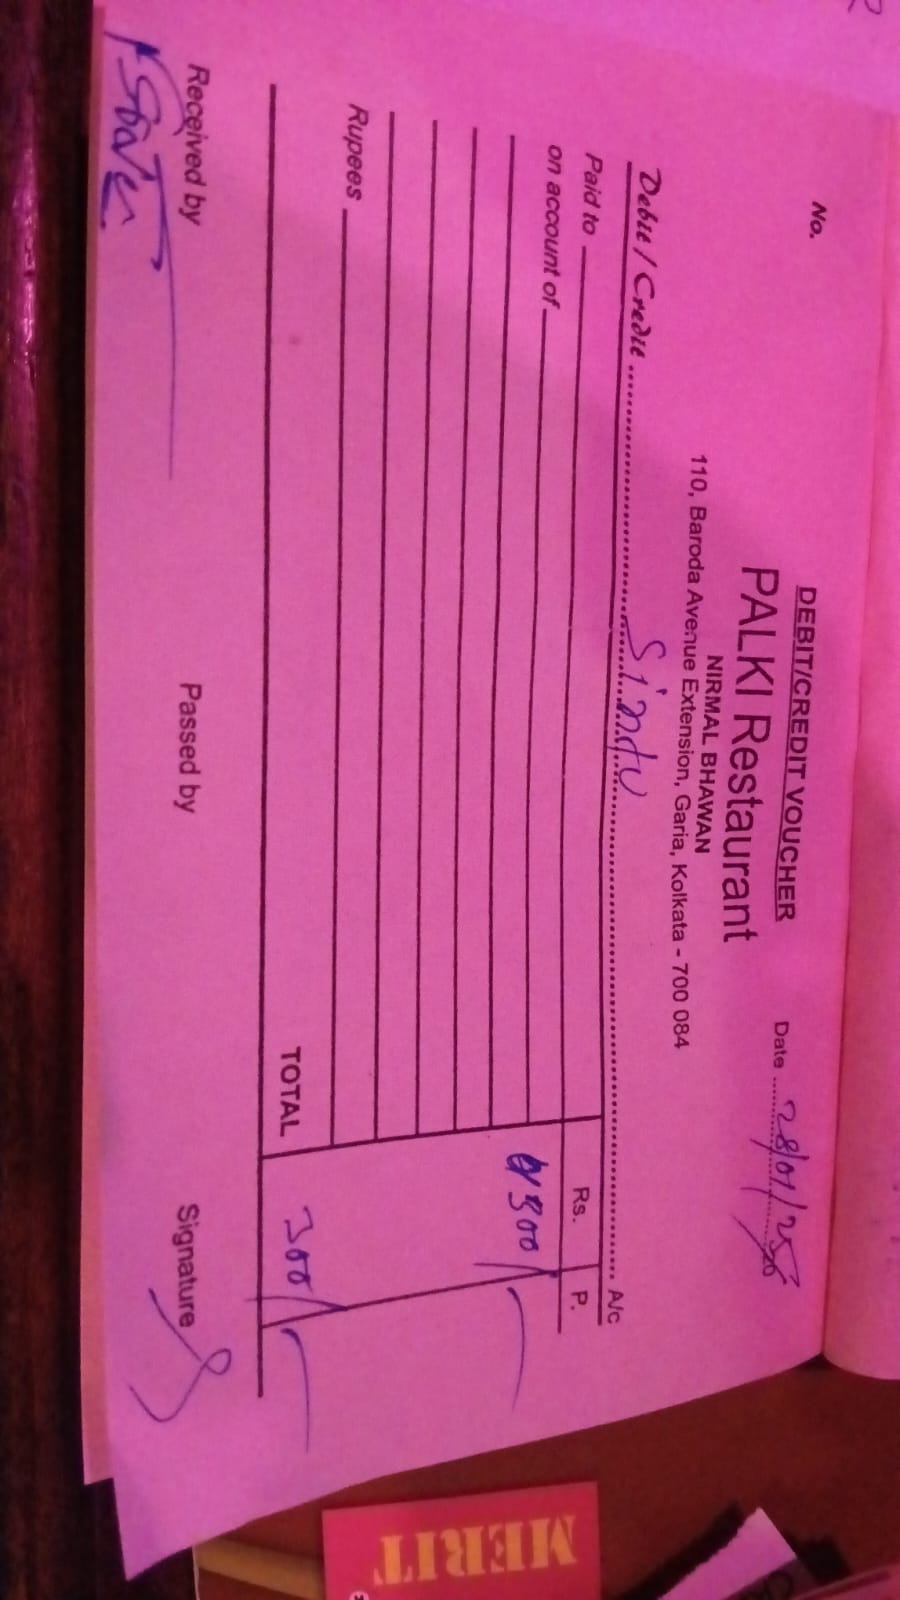 DEBIT/CREDIT VOUCHER
No.
Date 28/01/25
PALKI Restaurant
NIRMAL BHAWAN
110, Baroda Avenue Extension, Garia, Kolkata - 700 084
Debit / Credit Sindu A/c
Paid to
Rs. P.
on account of
300/
Rupees
TOTAL 300/
Received by Passed by Signature
MERIT